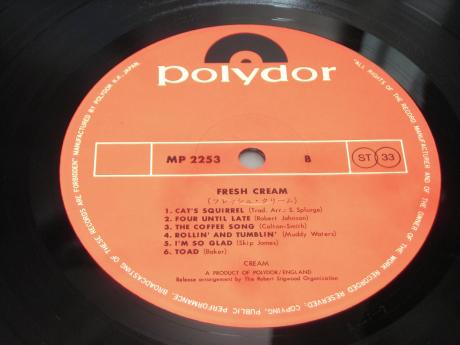 polydor
MP 2253 B ST 33
FRESH CREAM
(フレッシュ・クリーム)
1. CAT'S SQUIRREL (Trad. Arr.: S. Splurge)
2. FOUR UNTIL LATE (Robert Johnson)
3. THE COFFEE SONG (Colton-Smith)
4. ROLLIN' AND TUMBLIN' (Muddy Waters)
5. I'M SO GLAD (Skip James)
6. TOAD (Baker)
CREAM
A PRODUCT OF POLYDOR/ENGLAND
Release arrangement by The Robert Stigwood Organization
"ALL RIGHTS OF THE RECORD MANUFACTURER AND OF THE OWNER OF THE WORK RECORDED RESERVED; COPYING, PUBLIC PERFORMANCE, BROADCASTING OF THESE RECORDS ARE FORBIDDEN" MANUFACTURED BY POLYDOR K.K., JAPAN.